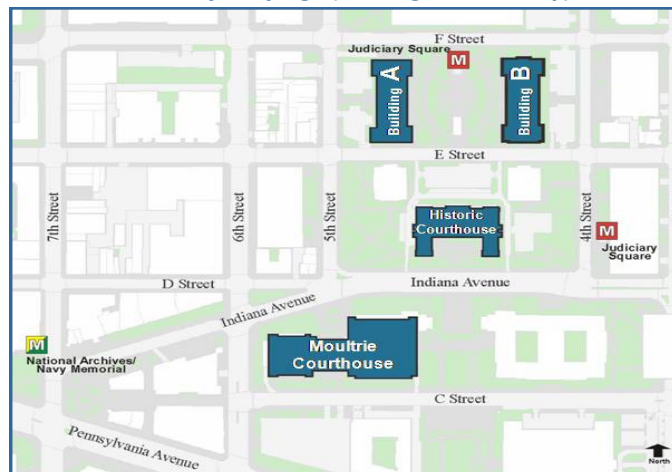 F Street
Judiciary Square
M
Building A
Building B
E Street
7th Street
6th Street
5th Street
4th Street
Historic
Courthouse
M
Judiciary
Square
D Street
Indiana Avenue
Indiana Avenue
M
National Archives/
Navy Memorial
Moultrie
Courthouse
C Street
Pennsylvania Avenue
North